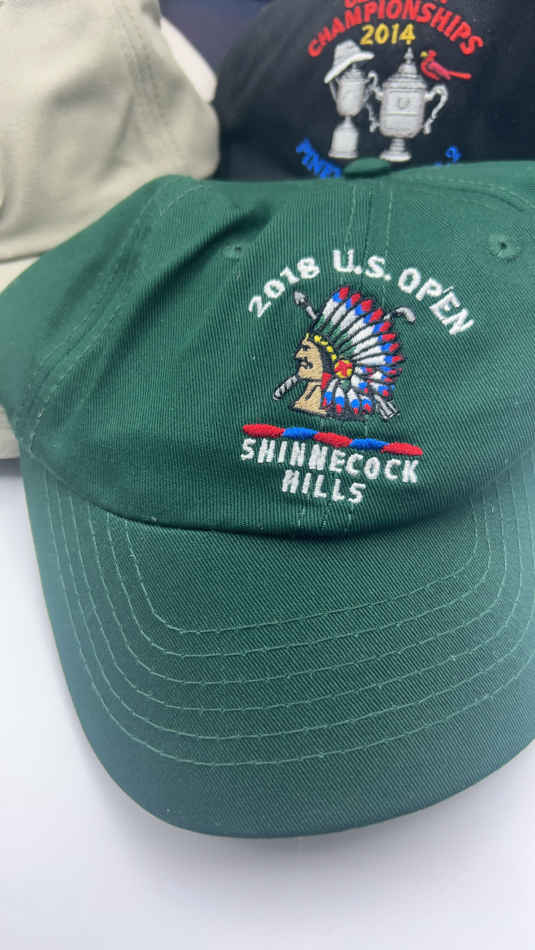 CHAMPIONSHIPS
2014
2018 U.S. OPEN
SHINNECOCK
HILLS